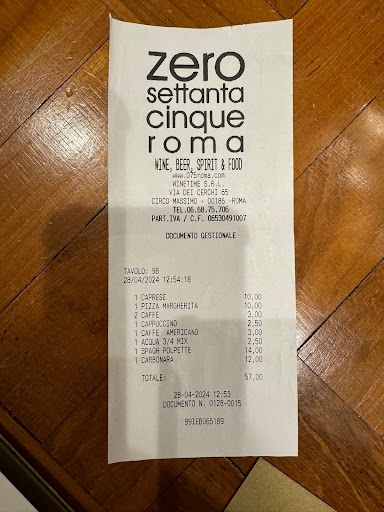 zero
settanta
cinque
roma
WINE, BEER, SPIRIT & FOOD
www.075roma.com
WINETIME S.R.L.
VIA DEI CERCHI 65
CIRCO MASSIMO - 00186 -ROMA
TEL.06.68.75.706
PART.IVA / C.F. 06530491007
DOCUMENTO GESTIONALE
TAVOLO: 98
28/04/2024 12:54:18
1 CAPRESE 10,00
1 PIZZA MARGHERITA 10,00
2 CAFFE 3,00
1 CAPPUCCINO 2,50
1 CAFFE AMERICANO 3,00
1 ACQUA 3/4 MIX 2,50
1 SPAGH POLPETTE 14,00
1 CARBONARA 12,00
TOTALE: 57,00
28-04-2024 12:53
DOCUMENTO N. 0128-0015
99IEB065189